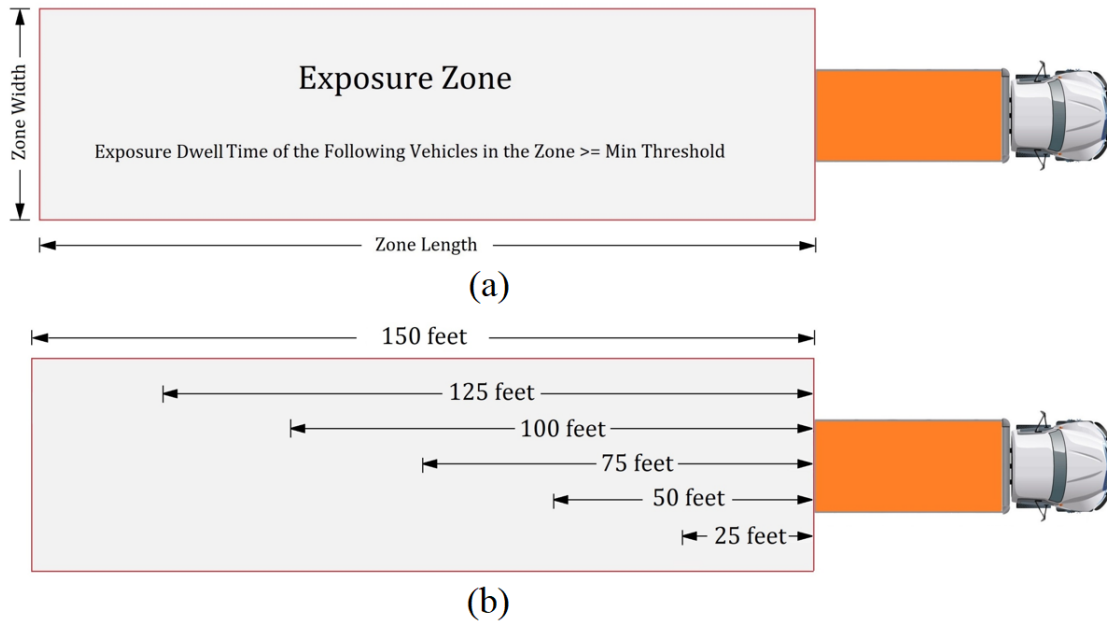 Zone Width
Exposure Zone
Exposure Dwell Time of the Following Vehicles in the Zone >= Min Threshold
Zone Length
(a)
150 feet
125 feet
100 feet
75 feet
50 feet
25 feet
(b)